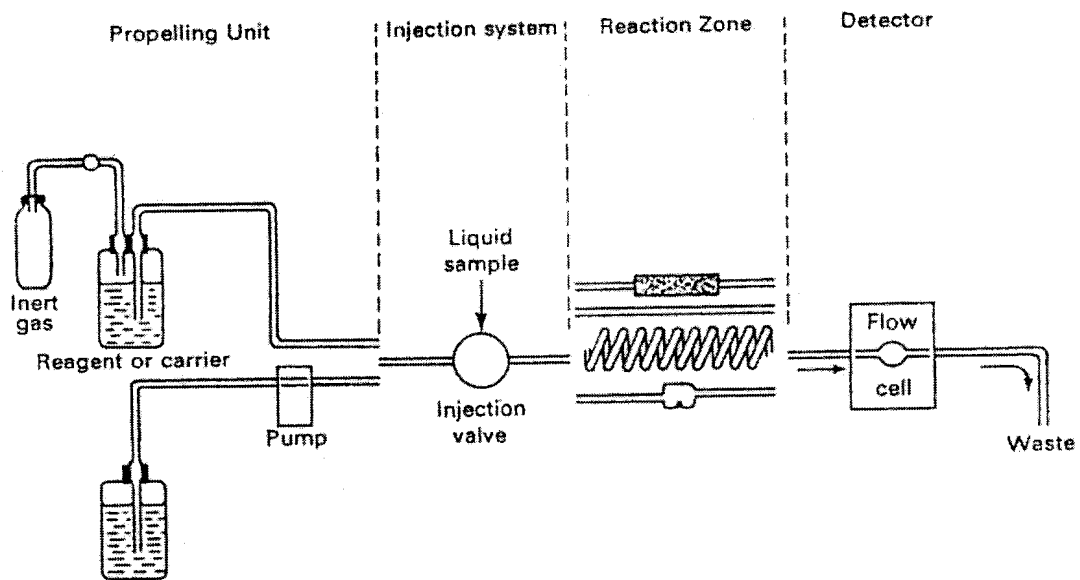 Propelling Unit
Injection system
Reaction Zone
Detector
Liquid
sample
Inert
gas
Reagent or carrier
Pump
Injection
valve
Flow
cell
Waste